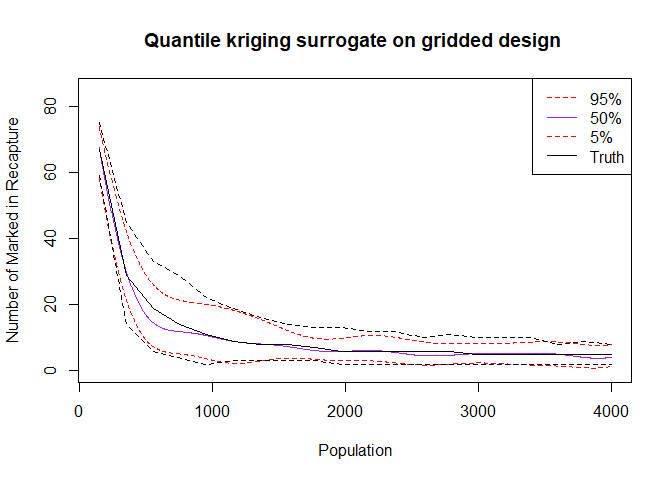 Quantile kriging surrogate on gridded design
95%
50%
5%
Truth
Number of Marked in Recapture
80
60
40
20
0
0 1000 2000 3000 4000
Population